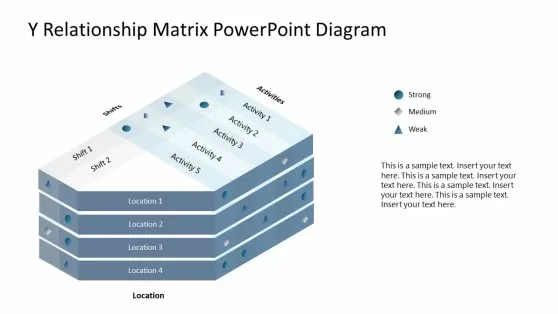 Y Relationship Matrix PowerPoint Diagram
Shifts
Activities
Shift 1
Shift 2
Activity 1
Activity 2
Activity 3
Activity 4
Activity 5
Location 1
Location 2
Location 3
Location 4
Location
Strong
Medium
Weak
This is a sample text. Insert your text
here. This is a sample text. Insert your
text here. This is a sample text. Insert
your text here. This is a sample text.
Insert your text here.